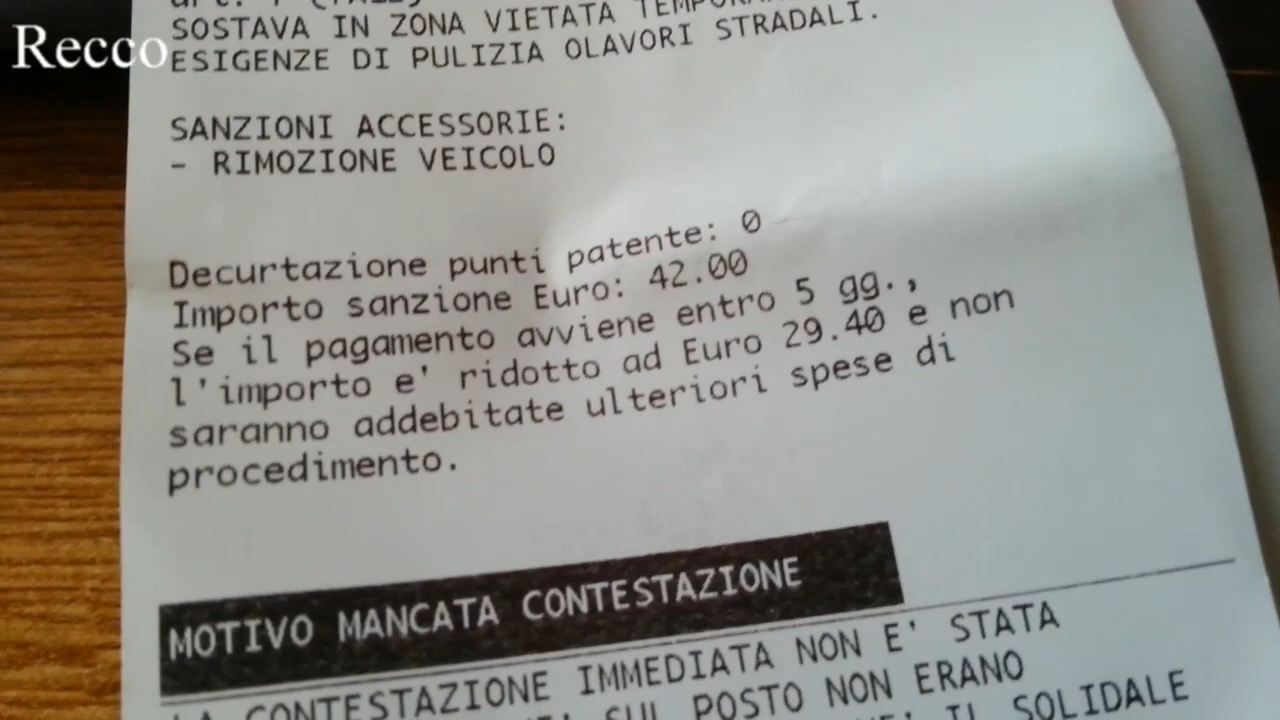 Recco
SOSTAVA IN ZONA VIETATA
ESIGENZE DI PULIZIA OLAVORI STRADALI.
SANZIONI ACCESSORIE:
- RIMOZIONE VEICOLO
Decurtazione punti patente: 0
Importo sanzione Euro: 42.00
Se il pagamento avviene entro 5 gg.,
l'importo e' ridotto ad Euro 29.40 e non
saranno addebitate ulteriori spese di
procedimento.
MOTIVO MANCATA CONTESTAZIONE
LA CONTESTAZIONE IMMEDIATA NON E' STATA
SUL POSTO NON ERANO
IL SOLIDALE